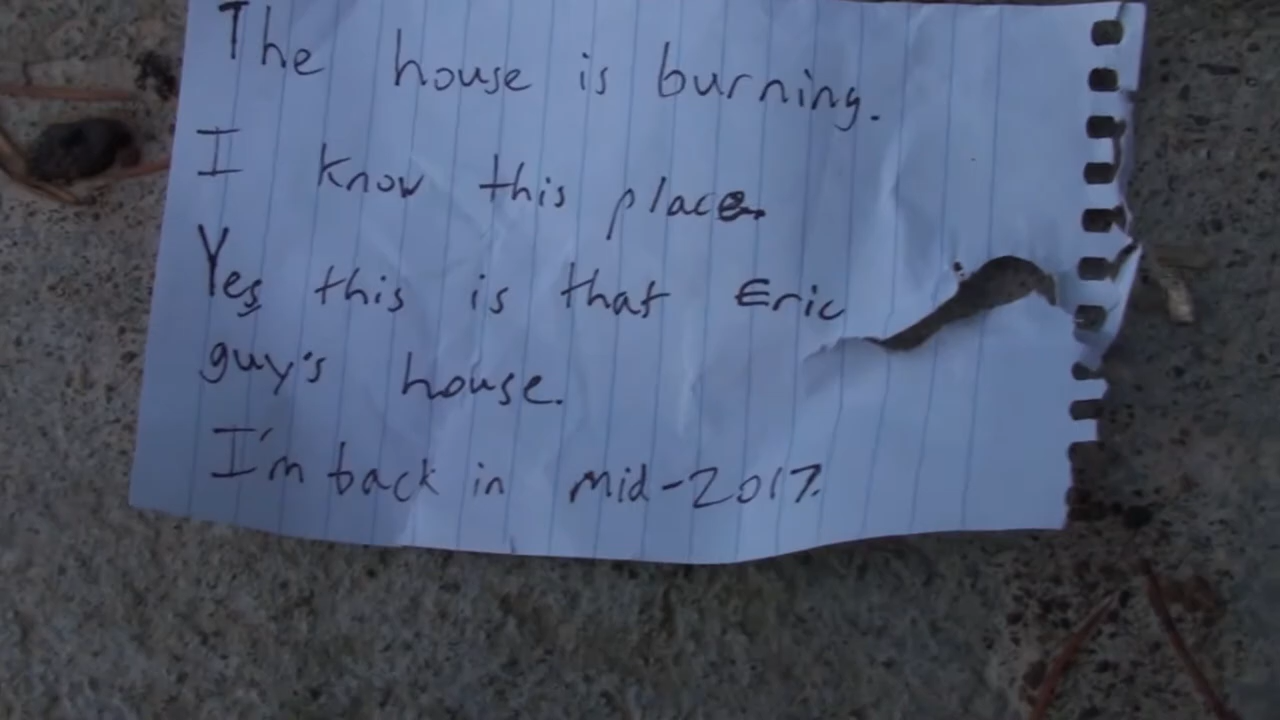 The house is burning.
I know this place.
Yes this is that Eric
guy's house.
I'm back in mid-2017.